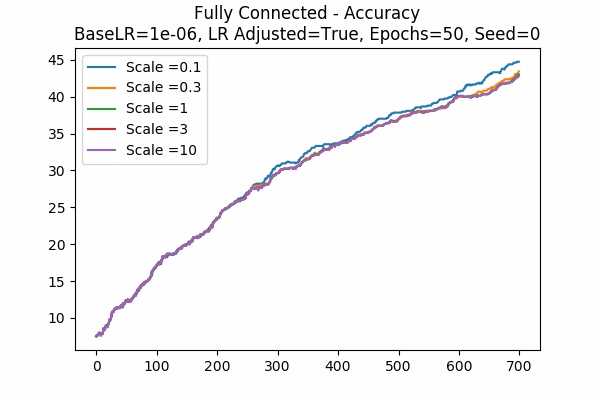 Fully Connected - Accuracy
BaseLR=1e-06, LR Adjusted=True, Epochs=50, Seed=0
45
40
35
30
25
20
15
10
Scale =0.1
Scale =0.3
Scale =1
Scale =3
Scale =10
0 100 200 300 400 500 600 700